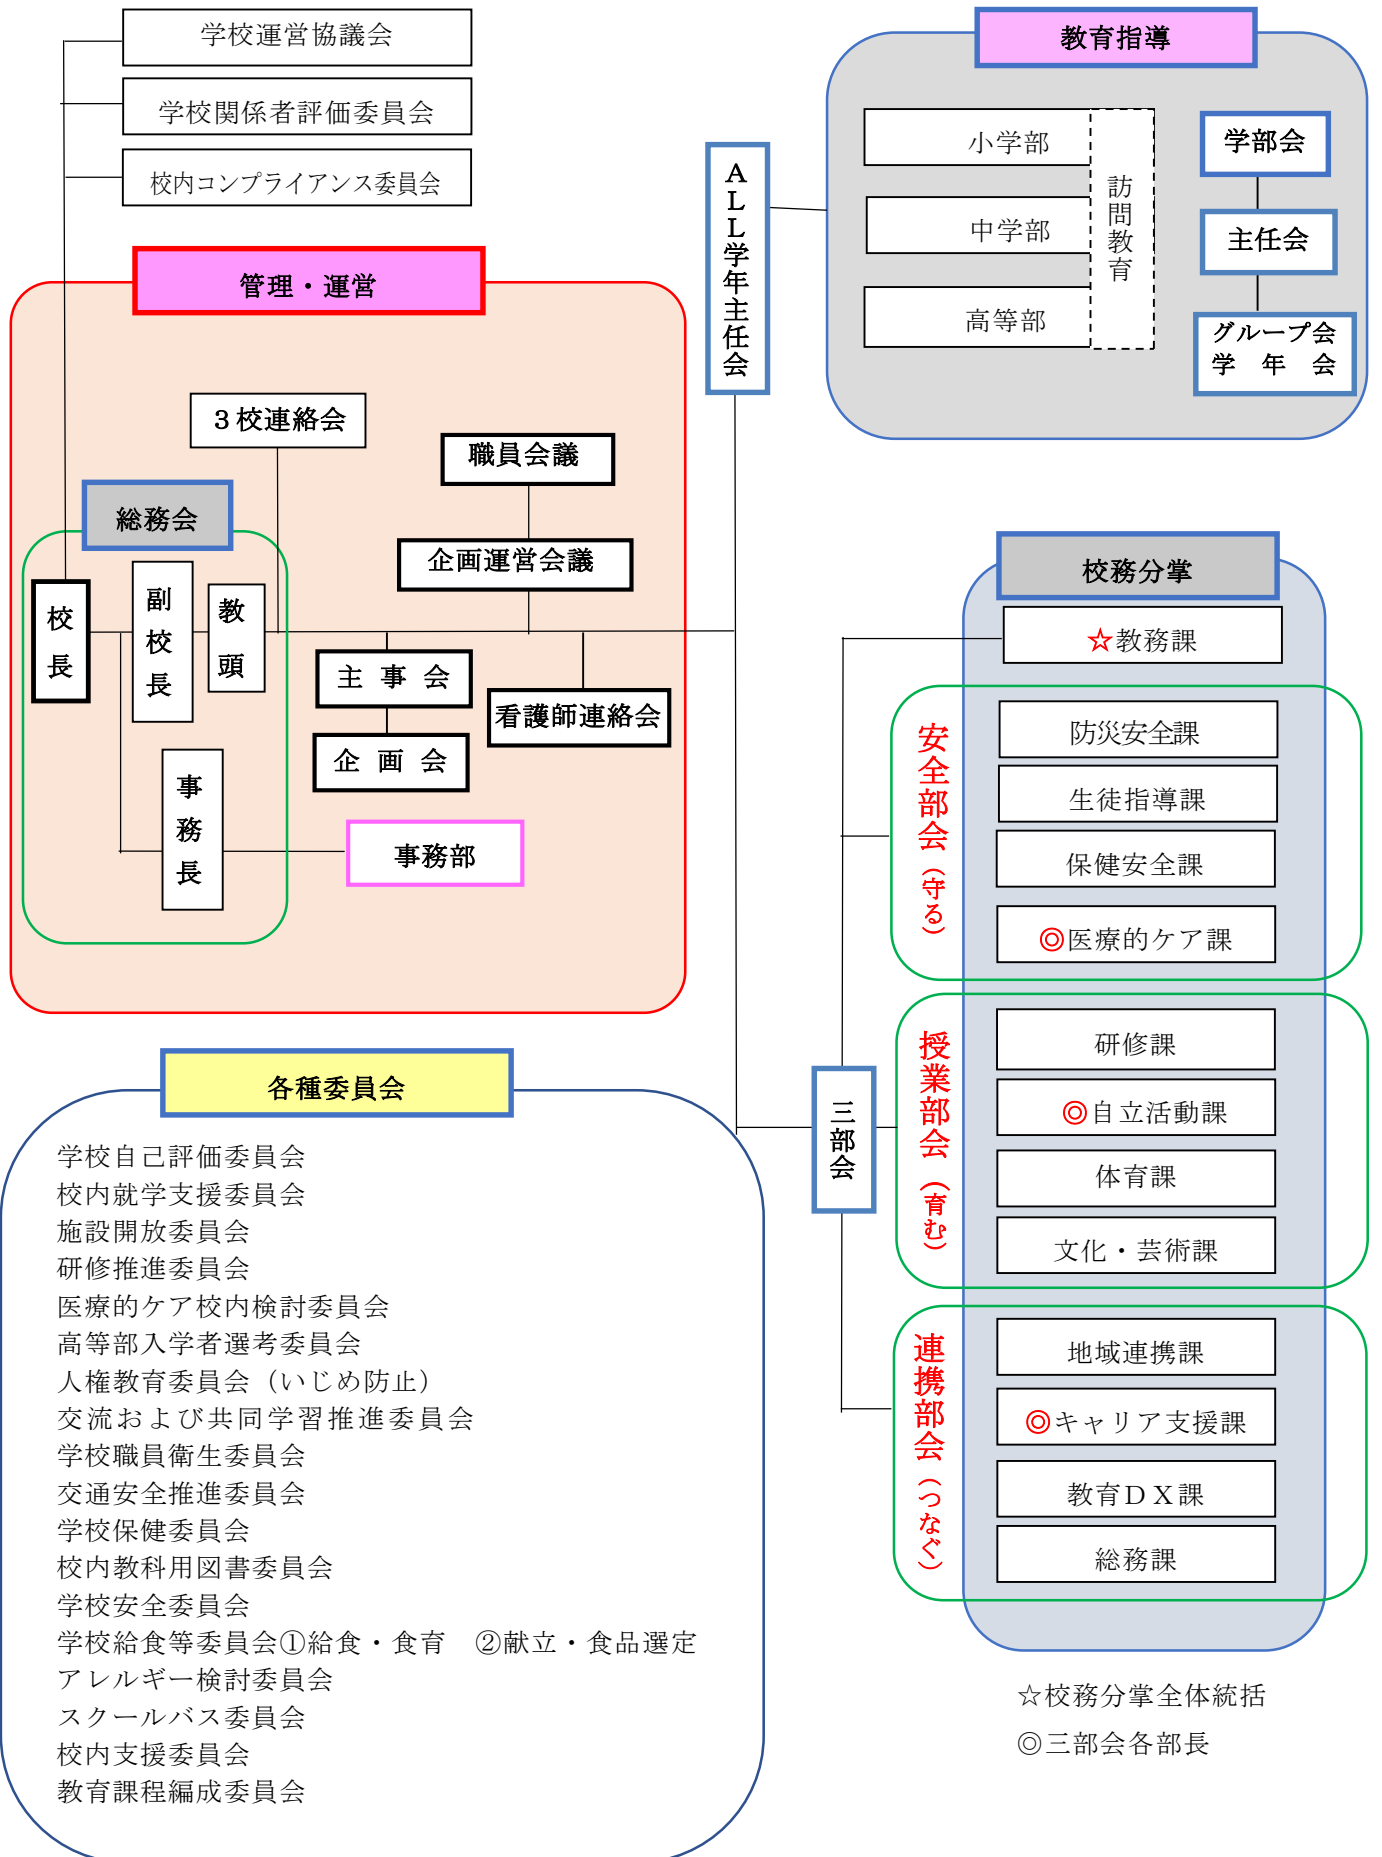 学校運営協議会
学校関係者評価委員会
校内コンプライアンス委員会
管理・運営
３校連絡会
職員会議
総務会
企画運営会議
校長
副校長
教頭
主事会
看護師連絡会
企画会
事務長
事務部
ＡＬＬ学年主任会
教育指導
小学部
中学部
高等部
訪問教育
学部会
主任会
グループ会
学年会
校務分掌
☆教務課
安全部会（守る）
防災安全課
生徒指導課
保健安全課
◎医療的ケア課
三部会
授業部会（育む）
研修課
◎自立活動課
体育課
文化・芸術課
連携部会（つなぐ）
地域連携課
◎キャリア支援課
教育ＤＸ課
総務課
☆校務分掌全体統括
◎三部会各部長
各種委員会
学校自己評価委員会
校内就学支援委員会
施設開放委員会
研修推進委員会
医療的ケア校内検討委員会
高等部入学者選考委員会
人権教育委員会（いじめ防止）
交流および共同学習推進委員会
学校職員衛生委員会
交通安全推進委員会
学校保健委員会
校内教科用図書委員会
学校安全委員会
学校給食等委員会①給食・食育　②献立・食品選定
アレルギー検討委員会
スクールバス委員会
校内支援委員会
教育課程編成委員会